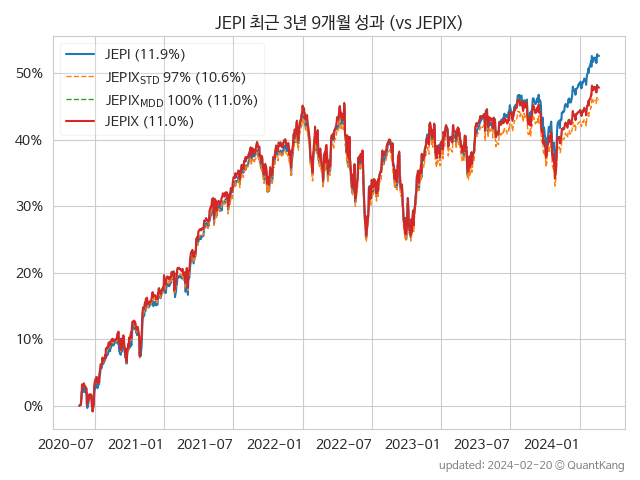 JEPI 최근 3년 9개월 성과 (vs JEPIX)
JEPI (11.9%)
JEPIX_STD 97% (10.6%)
JEPIX_MDD 100% (11.0%)
JEPIX (11.0%)
50%
40%
30%
20%
10%
0%
2020-07 2021-01 2021-07 2022-01 2022-07 2023-01 2023-07 2024-01
updated: 2024-02-20 © QuantKang